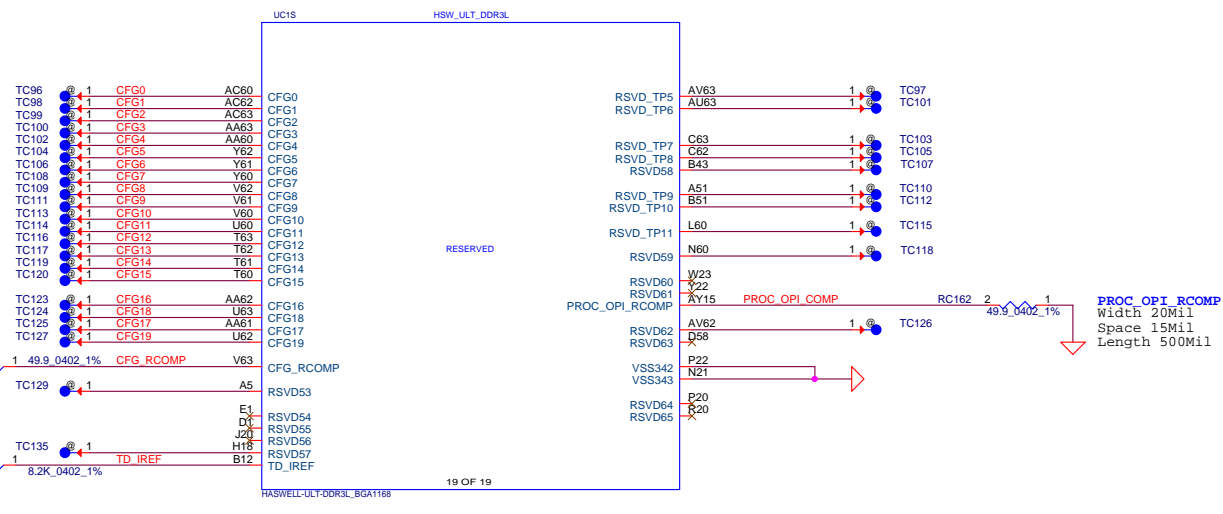 UC1S HSW_ULT_DDR3L
TC96 @ 1 CFG0 AC60 CFG0 RSVD_TP5 AV63 1 @ TC97
TC98 @ 1 CFG1 AC62 CFG1 RSVD_TP6 AU63 1 @ TC101
TC99 @ 1 CFG2 AC63 CFG2
TC100 @ 1 CFG3 AA63 CFG3
TC102 @ 1 CFG4 AA60 CFG4 RSVD_TP7 C63 1 @ TC103
TC104 @ 1 CFG5 Y62 CFG5 RSVD_TP8 C62 1 @ TC105
TC106 @ 1 CFG6 Y61 CFG6 RSVD58 B43 1 @ TC107
TC108 @ 1 CFG7 Y60 CFG7
TC109 @ 1 CFG8 V62 CFG8 RSVD_TP9 A51 1 @ TC110
TC111 @ 1 CFG9 V61 CFG9 RSVD_TP10 B51 1 @ TC112
TC113 @ 1 CFG10 V60 CFG10
TC114 @ 1 CFG11 U60 CFG11 RSVD_TP11 L60 1 @ TC115
TC116 @ 1 CFG12 T63 CFG12
TC117 @ 1 CFG13 T62 CFG13 RESERVED RSVD59 N60 1 @ TC118
TC119 @ 1 CFG14 T61 CFG14
TC120 @ 1 CFG15 T60 CFG15 RSVD60 W23
RSVD61 Y22
TC123 @ 1 CFG16 AA62 CFG16 PROC_OPI_RCOMP AY15 PROC_OPI_COMP RC162 2 1 49.9_0402_1% PROC_OPI_RCOMP
TC124 @ 1 CFG18 U63 CFG18 Width 20Mil
TC125 @ 1 CFG17 AA61 CFG17 RSVD62 AV62 1 @ TC126 Space 15Mil
TC127 @ 1 CFG19 U62 CFG19 RSVD63 D58 Length 500Mil
1 49.9_0402_1% CFG_RCOMP V63 CFG_RCOMP VSS342 P22
VSS343 N21
TC129 @ 1 A5 RSVD53
RSVD64 P20
E1 RSVD54 RSVD65 R20
D1 RSVD55
J20 RSVD56
TC135 @ 1 H18 RSVD57
1 8.2K_0402_1% TD_IREF B12 TD_IREF
19 OF 19
HASWELL-ULT-DDR3L_BGA1168